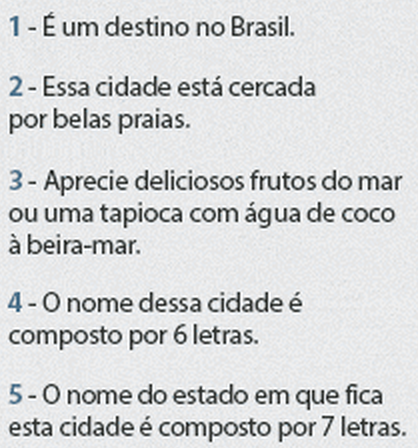 1 - É um destino no Brasil.
2 - Essa cidade está cercada
por belas praias.
3 - Aprecie deliciosos frutos do mar
ou uma tapioca com água de coco
à beira-mar.
4 - O nome dessa cidade é
composto por 6 letras.
5 - O nome do estado em que fica
esta cidade é composto por 7 letras.